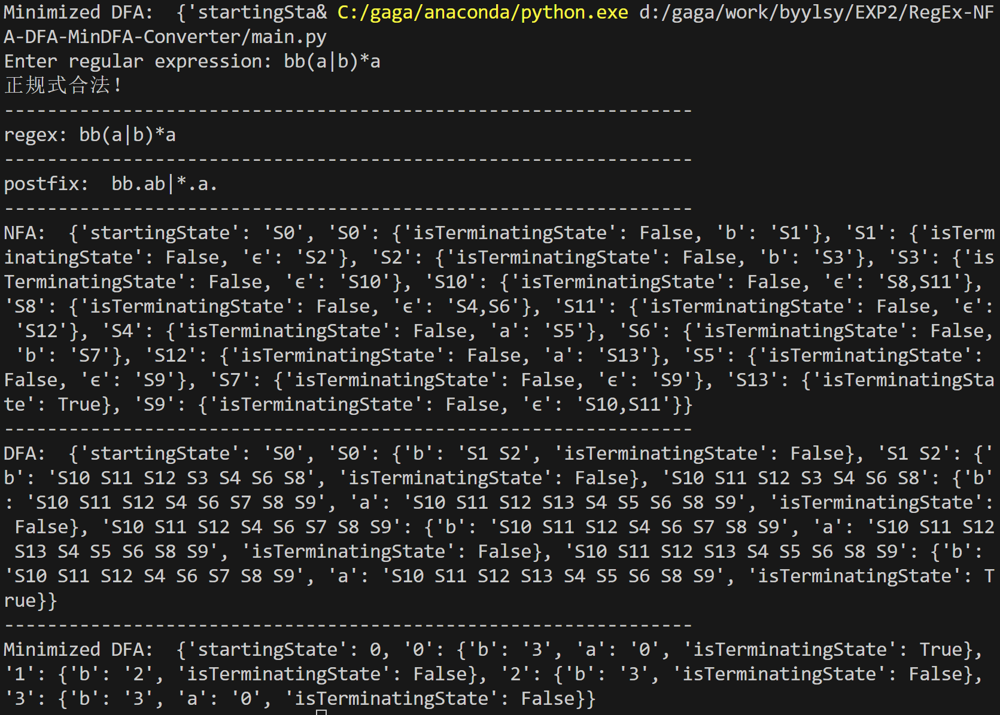 Minimized DFA:  {'startingSta& C:/gaga/anaconda/python.exe d:/gaga/work/byylsy/EXP2/RegEx-NF
A-DFA-MinDFA-Converter/main.py
Enter regular expression: bb(a|b)*a
正规式合法!
----------------------------------------------------------------
regex: bb(a|b)*a
----------------------------------------------------------------
postfix:  bb.ab|*.a.
----------------------------------------------------------------
NFA:  {'startingState': 'S0', 'S0': {'isTerminatingState': False, 'b': 'S1'}, 'S1': {'isTerm
inatingState': False, 'ϵ': 'S2'}, 'S2': {'isTerminatingState': False, 'b': 'S3'}, 'S3': {'is
TerminatingState': False, 'ϵ': 'S10'}, 'S10': {'isTerminatingState': False, 'ϵ': 'S8,S11'},
'S8': {'isTerminatingState': False, 'ϵ': 'S4,S6'}, 'S11': {'isTerminatingState': False, 'ϵ':
 'S12'}, 'S4': {'isTerminatingState': False, 'a': 'S5'}, 'S6': {'isTerminatingState': False,
 'b': 'S7'}, 'S12': {'isTerminatingState': False, 'a': 'S13'}, 'S5': {'isTerminatingState':
False, 'ϵ': 'S9'}, 'S7': {'isTerminatingState': False, 'ϵ': 'S9'}, 'S13': {'isTerminatingSta
te': True}, 'S9': {'isTerminatingState': False, 'ϵ': 'S10,S11'}}
----------------------------------------------------------------
DFA:  {'startingState': 'S0', 'S0': {'b': 'S1 S2', 'isTerminatingState': False}, 'S1 S2': {'
b': 'S10 S11 S12 S3 S4 S6 S8', 'isTerminatingState': False}, 'S10 S11 S12 S3 S4 S6 S8': {'b'
: 'S10 S11 S12 S4 S6 S7 S8 S9', 'a': 'S10 S11 S12 S13 S4 S5 S6 S8 S9', 'isTerminatingState':
 False}, 'S10 S11 S12 S4 S6 S7 S8 S9': {'b': 'S10 S11 S12 S4 S6 S7 S8 S9', 'a': 'S10 S11 S12
 S13 S4 S5 S6 S8 S9', 'isTerminatingState': False}, 'S10 S11 S12 S13 S4 S5 S6 S8 S9': {'b':
'S10 S11 S12 S4 S6 S7 S8 S9', 'a': 'S10 S11 S12 S13 S4 S5 S6 S8 S9', 'isTerminatingState': T
rue}}
----------------------------------------------------------------
Minimized DFA:  {'startingState': 0, '0': {'b': '3', 'a': '0', 'isTerminatingState': True},
'1': {'b': '2', 'isTerminatingState': False}, '2': {'b': '3', 'isTerminatingState': False},
'3': {'b': '3', 'a': '0', 'isTerminatingState': False}}